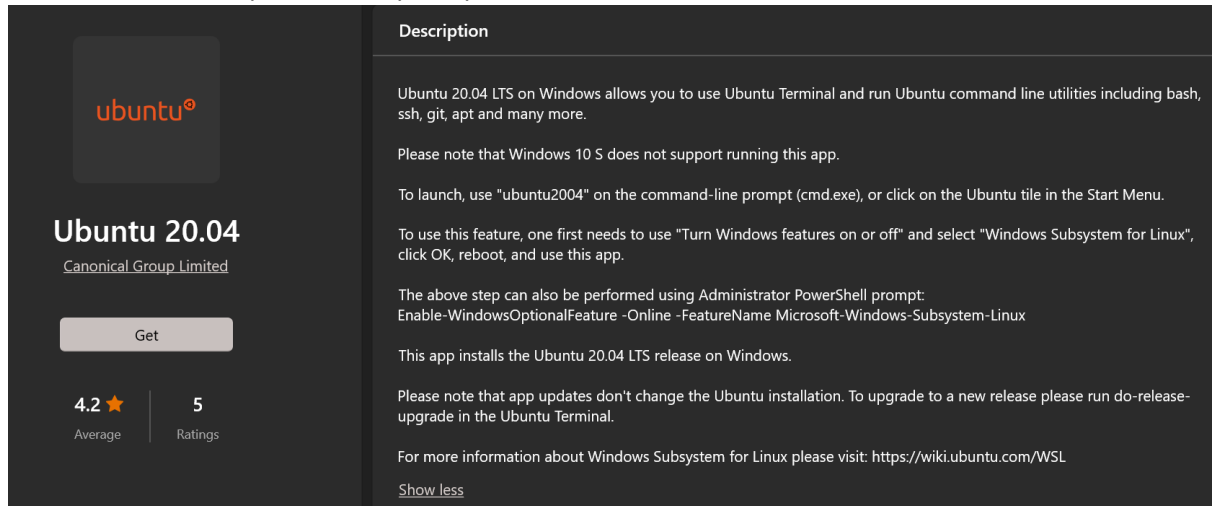 ubuntu
Ubuntu 20.04
Canonical Group Limited
Get
4.2 ★ 5
Average Ratings
Description
Ubuntu 20.04 LTS on Windows allows you to use Ubuntu Terminal and run Ubuntu command line utilities including bash,
ssh, git, apt and many more.
Please note that Windows 10 S does not support running this app.
To launch, use "ubuntu2004" on the command-line prompt (cmd.exe), or click on the Ubuntu tile in the Start Menu.
To use this feature, one first needs to use "Turn Windows features on or off" and select "Windows Subsystem for Linux",
click OK, reboot, and use this app.
The above step can also be performed using Administrator PowerShell prompt:
Enable-WindowsOptionalFeature -Online -FeatureName Microsoft-Windows-Subsystem-Linux
This app installs the Ubuntu 20.04 LTS release on Windows.
Please note that app updates don't change the Ubuntu installation. To upgrade to a new release please run do-release-
upgrade in the Ubuntu Terminal.
For more information about Windows Subsystem for Linux please visit: https://wiki.ubuntu.com/WSL
Show less